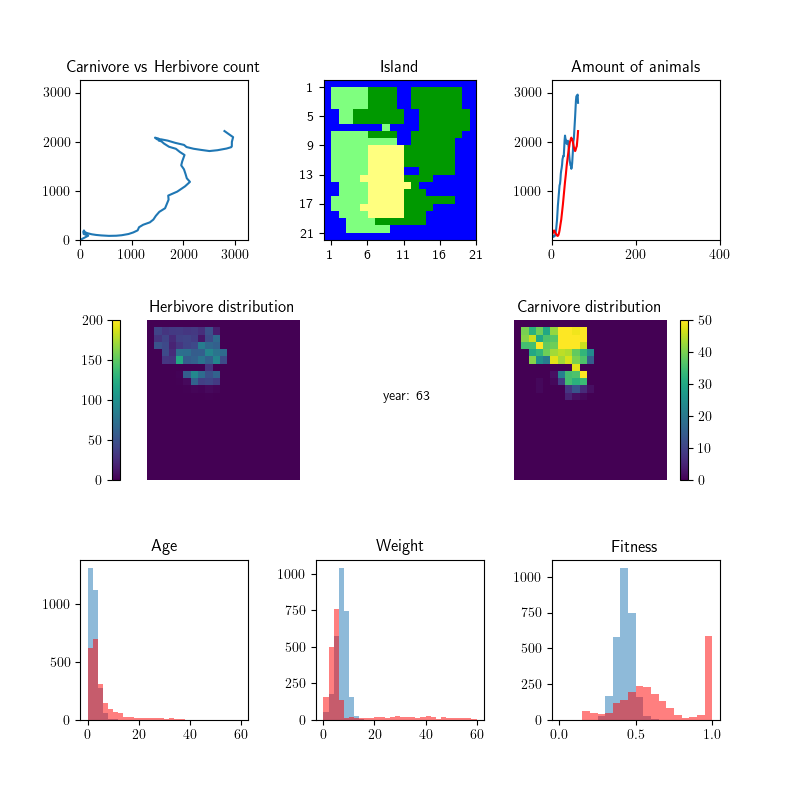 Carnivore vs Herbivore count
3000
2000
1000
0
0 1000 2000 3000
Island
1
5
9
13
17
21
1 6 11 16 21
Amount of animals
3000
2000
1000
0
0 200 400
Herbivore distribution
200
150
100
50
0
year: 63
Carnivore distribution
50
40
30
20
10
0
Age
1000
500
0
0 20 40 60
Weight
1000
750
500
250
0
0 20 40 60
Fitness
1000
750
500
250
0
0.0 0.5 1.0